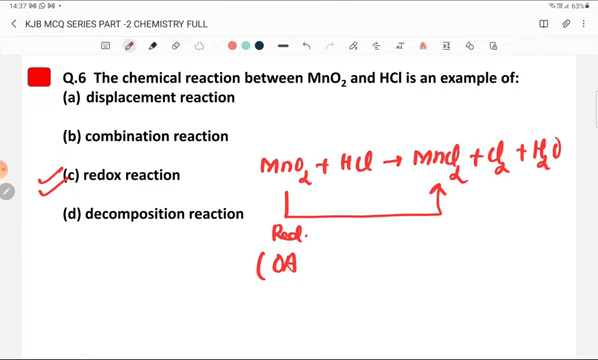 14:37
63%
KJB MCQ SERIES PART -2 CHEMISTRY FULL
Q.6 The chemical reaction between MnO₂ and HCl is an example of:
(a) displacement reaction
(b) combination reaction
MnO₂ + HCl → MnCl₂ + Cl₂ + H₂O
(c) redox reaction
(d) decomposition reaction
Red.
(OA